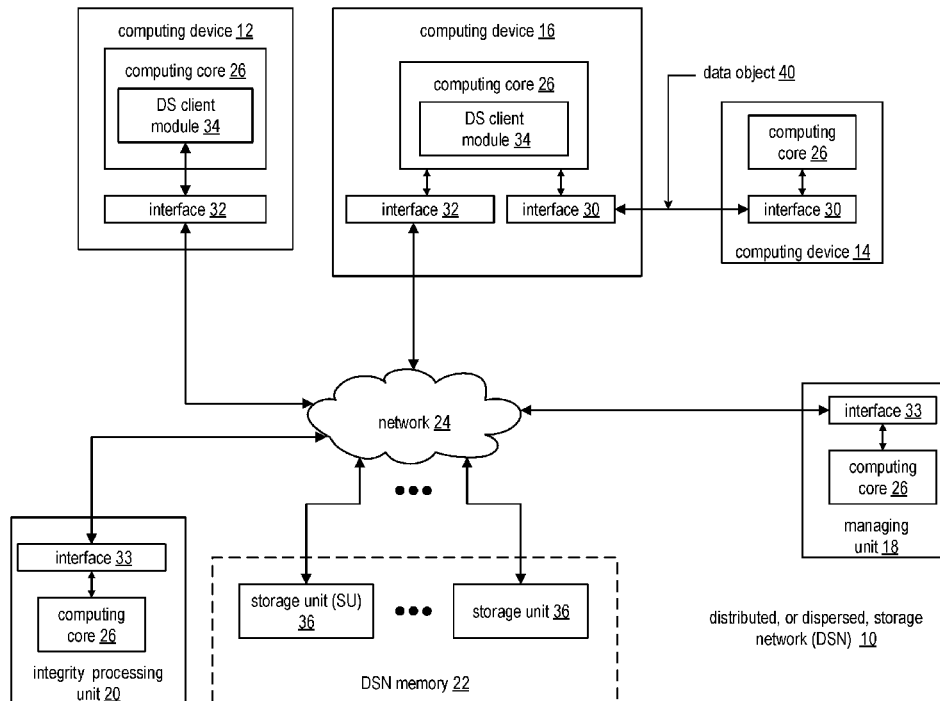 computing device 12
computing core 26
DS client
module 34
interface 32
computing device 16
computing core 26
DS client
module 34
interface 32
interface 30
data object 40
computing
core 26
interface 30
computing device 14
network 24
interface 33
computing
core 26
managing
unit 18
interface 33
computing
core 26
integrity processing
unit 20
storage unit (SU)
36
storage unit 36
DSN memory 22
distributed, or dispersed, storage
network (DSN) 10